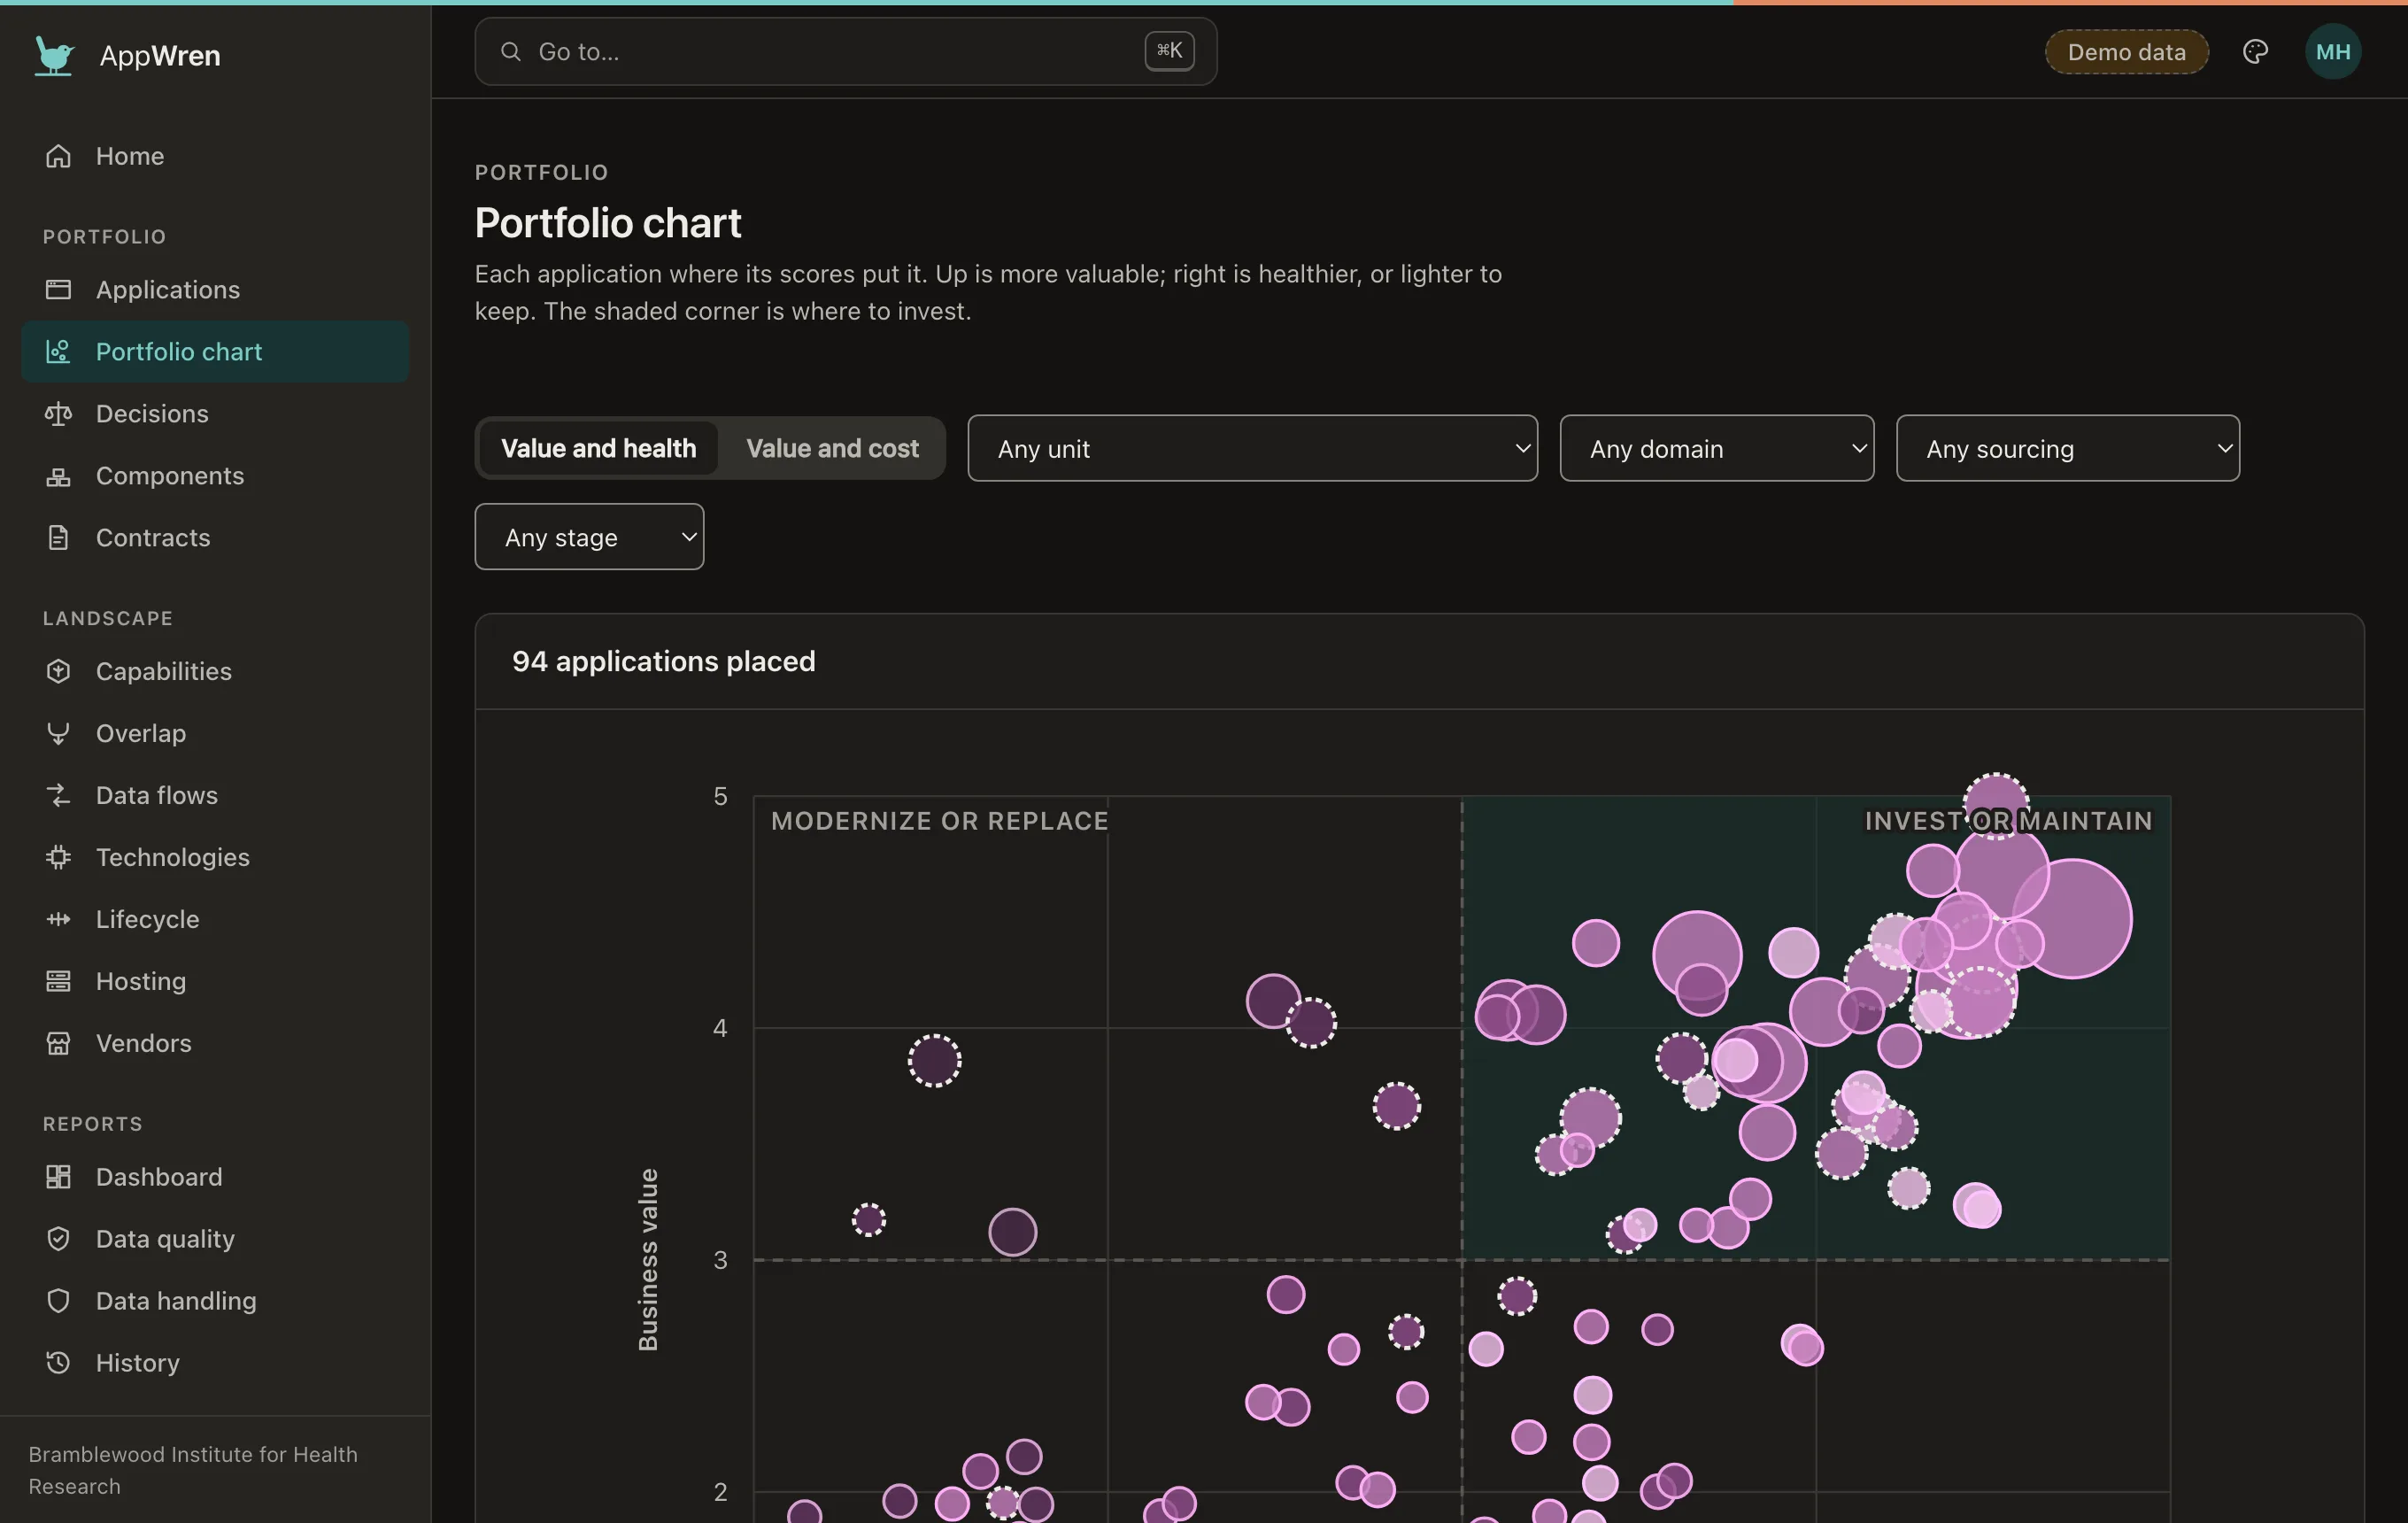 AppWren
Go to...
⌘K
Demo data
MH
Home
PORTFOLIO
Applications
Portfolio chart
Decisions
Components
Contracts
LANDSCAPE
Capabilities
Overlap
Data flows
Technologies
Lifecycle
Hosting
Vendors
REPORTS
Dashboard
Data quality
Data handling
History
Bramblewood Institute for Health
Research
PORTFOLIO
Portfolio chart
Each application where its scores put it. Up is more valuable; right is healthier, or lighter to
keep. The shaded corner is where to invest.
Value and health
Value and cost
Any unit
Any domain
Any sourcing
Any stage
94 applications placed
5
MODERNIZE OR REPLACE
INVEST OR MAINTAIN
4
3
Business value
2